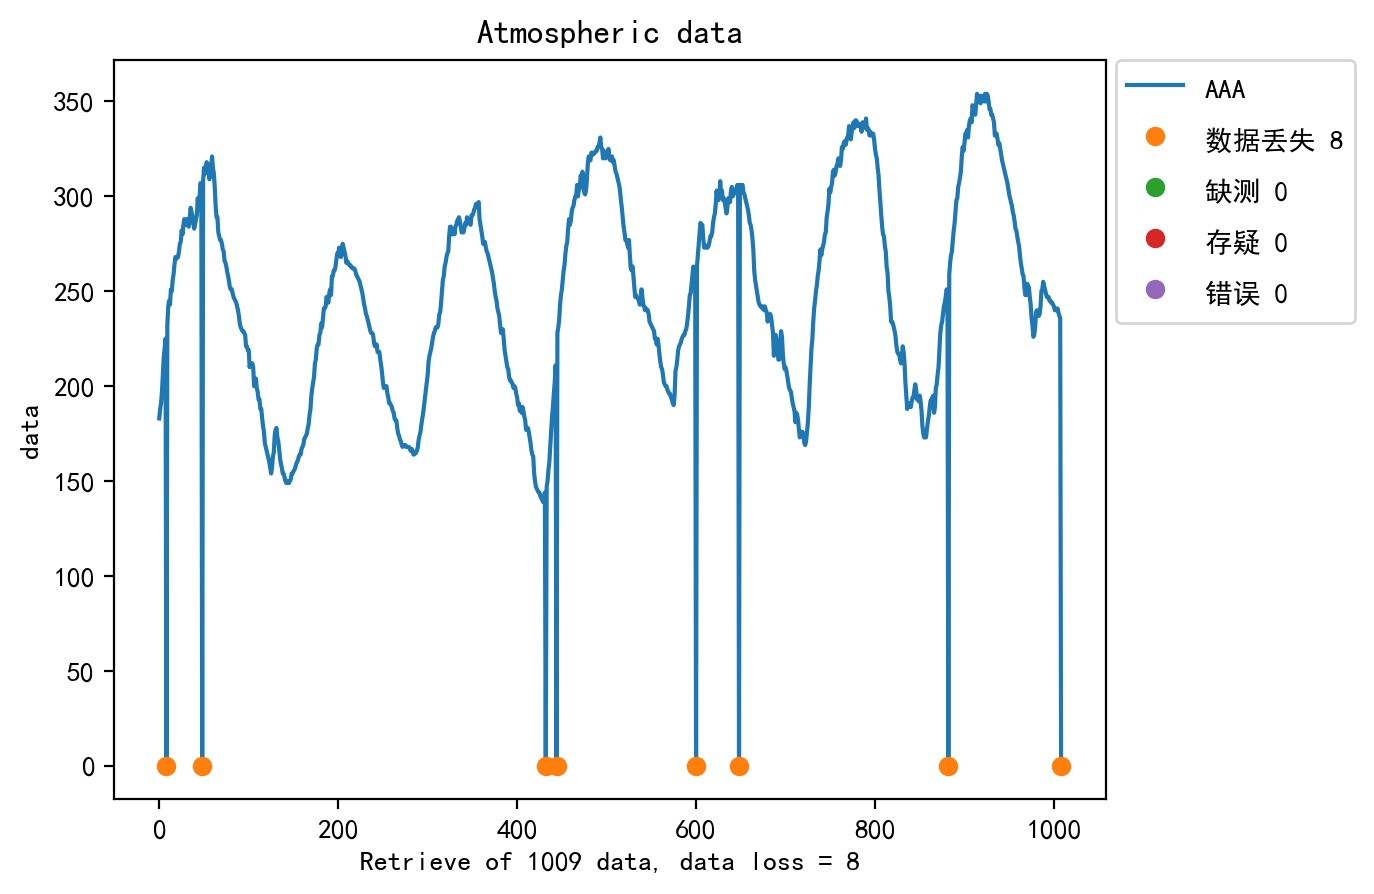 Atmospheric data
AAA
数据丢失 8
缺测 0
存疑 0
错误 0
350
300
250
200
150
100
50
0
data
0 200 400 600 800 1000
Retrieve of 1009 data, data loss = 8